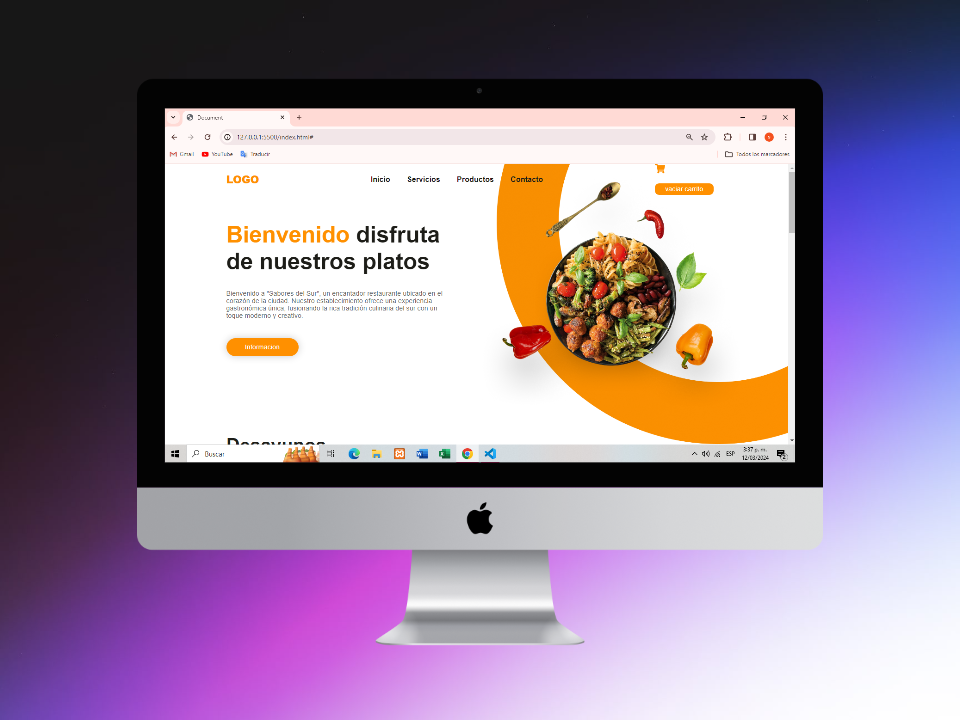 Document
127.0.0.1:5500/index.html#
Gmail YouTube Traducir
Todos los marcadores
LOGO Inicio Servicios Productos Contacto
vaciar carrito
Bienvenido disfruta
de nuestros platos
Bienvenido a "Sabores del Sur", un encantador restaurante ubicado en el
corazón de la ciudad. Nuestro establecimiento ofrece una experiencia
gastronómica única, fusionando la rica tradición culinaria del sur con un
toque moderno y creativo.
Informacion
Desayunos
Buscar
ESP
3:37 p. m.
12/03/2024